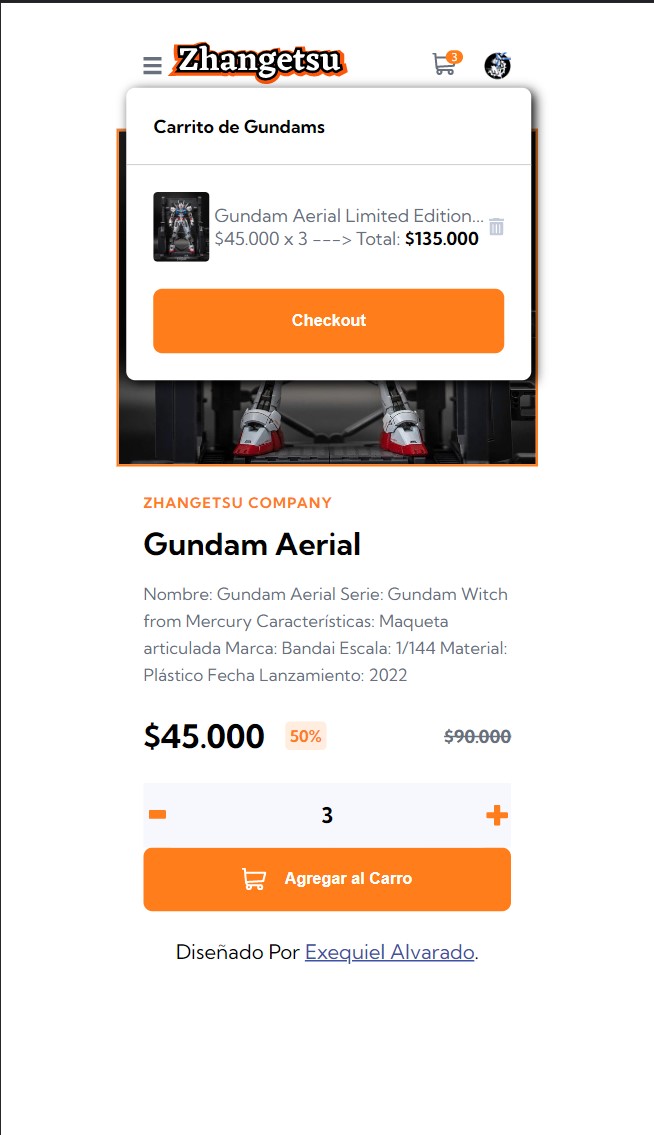 Zhangetsu
3
Carrito de Gundams
Gundam Aerial Limited Edition...
$45.000 x 3 ---> Total: $135.000
Checkout
ZHANGETSU COMPANY
Gundam Aerial
Nombre: Gundam Aerial Serie: Gundam Witch
from Mercury Características: Maqueta
articulada Marca: Bandai Escala: 1/144 Material:
Plástico Fecha Lanzamiento: 2022
$45.000 50% $90.000
3
Agregar al Carro
Diseñado Por Exequiel Alvarado.